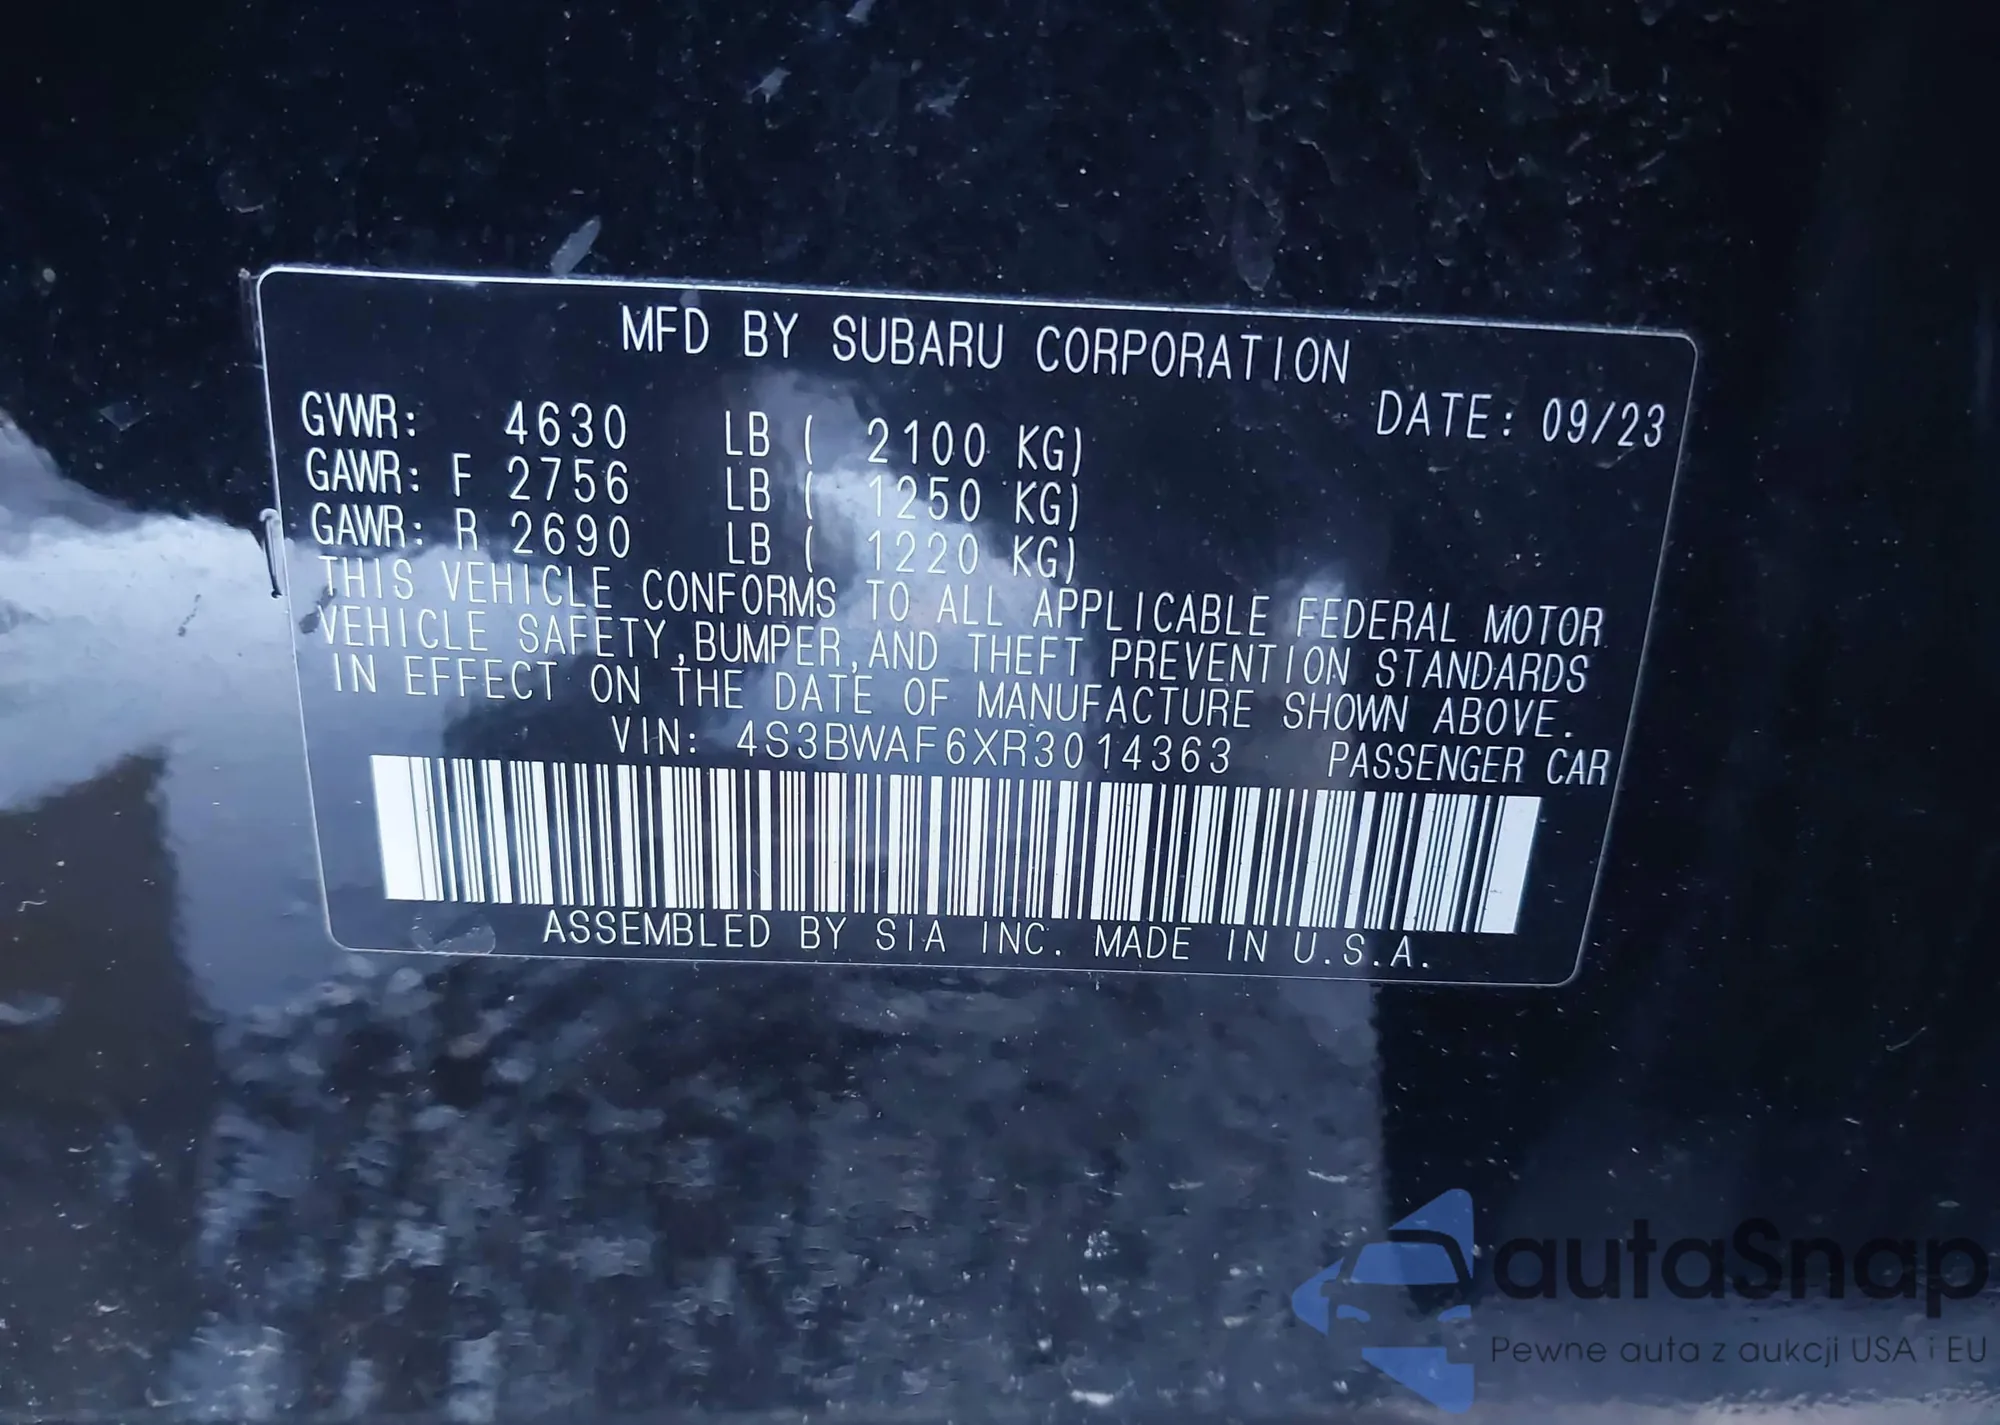 MFD BY SUBARU CORPORATION
DATE: 09/23
GVWR: 4630 LB ( 2100 KG)
GAWR: F 2756 LB ( 1250 KG)
GAWR: R 2690 LB ( 1220 KG)
THIS VEHICLE CONFORMS TO ALL APPLICABLE FEDERAL MOTOR
VEHICLE SAFETY,BUMPER,AND THEFT PREVENTION STANDARDS
IN EFFECT ON THE DATE OF MANUFACTURE SHOWN ABOVE.
VIN: 4S3BWAF6XR3014363 PASSENGER CAR
ASSEMBLED BY SIA INC. MADE IN U.S.A.
autaSnap
Pewne auta z aukcji USA i EU